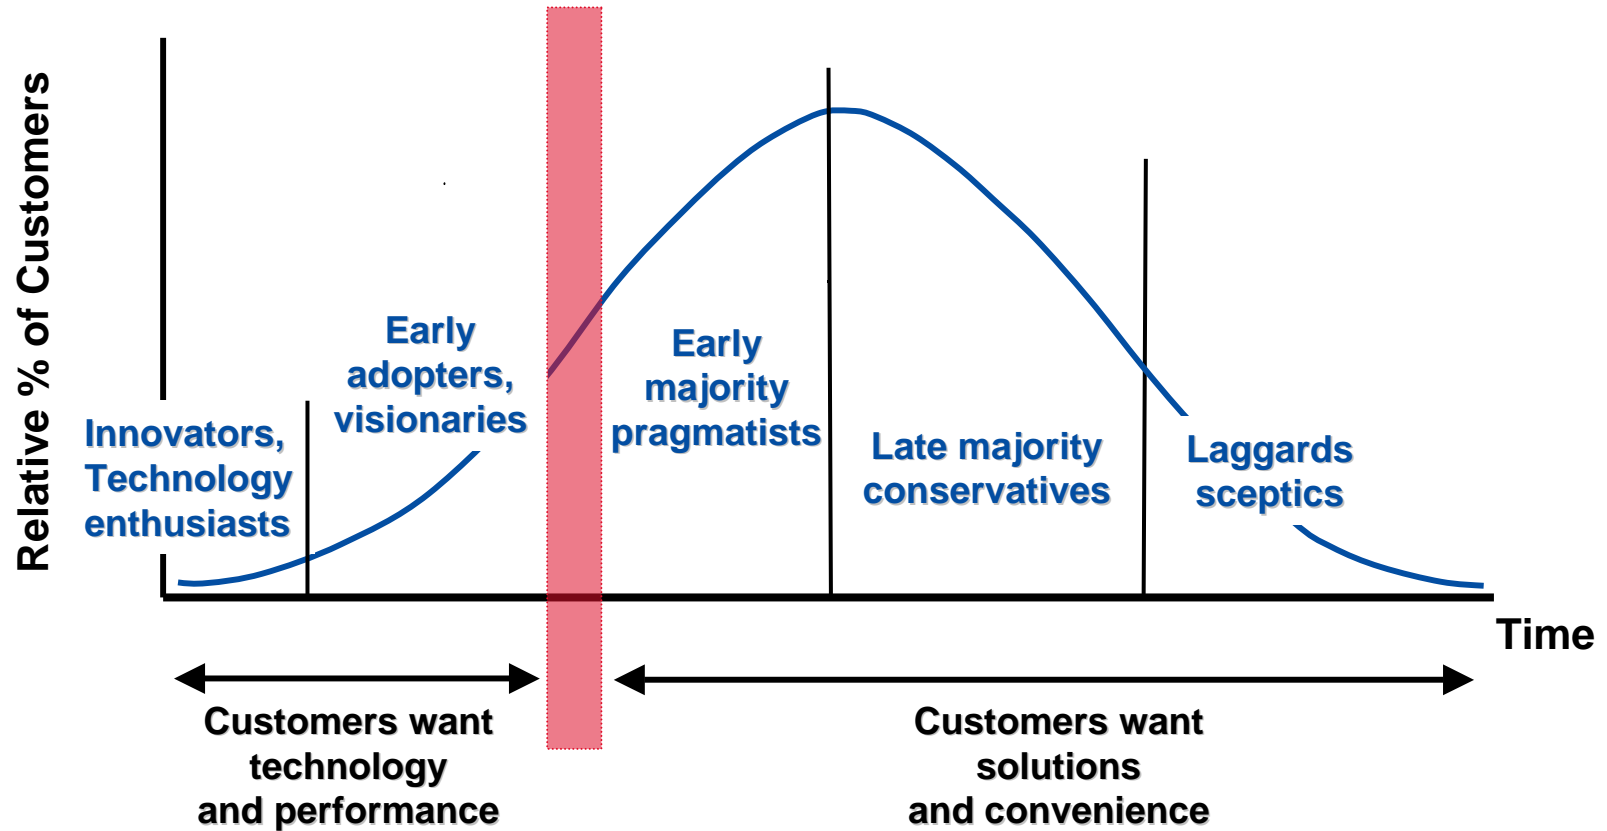 Relative % of Customers
Innovators,
Technology
enthusiasts
Early
adopters,
visionaries
Early
majority
pragmatists
Late majority
conservatives
Laggards
sceptics
Time
Customers want
technology
and performance
Customers want
solutions
and convenience